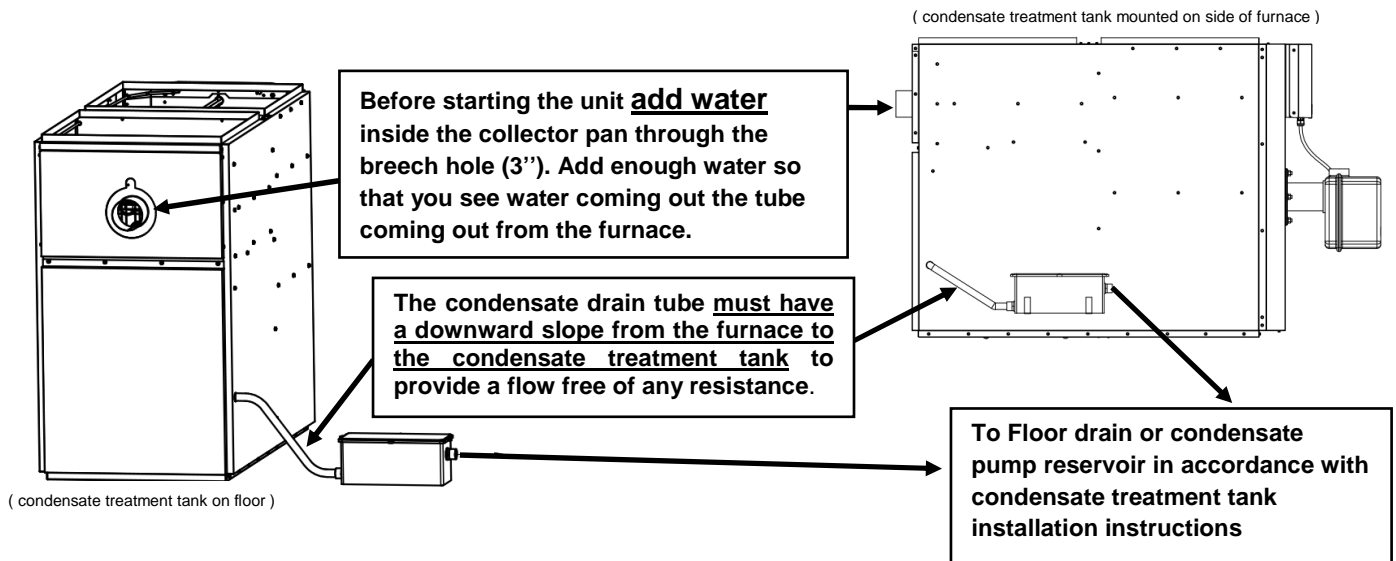 ( condensate treatment tank mounted on side of furnace )
Before starting the unit add water
inside the collector pan through the
breech hole (3’’). Add enough water so
that you see water coming out the tube
coming out from the furnace.
The condensate drain tube must have
a downward slope from the furnace to
the condensate treatment tank to
provide a flow free of any resistance.
To Floor drain or condensate
pump reservoir in accordance with
condensate treatment tank
installation instructions
( condensate treatment tank on floor )